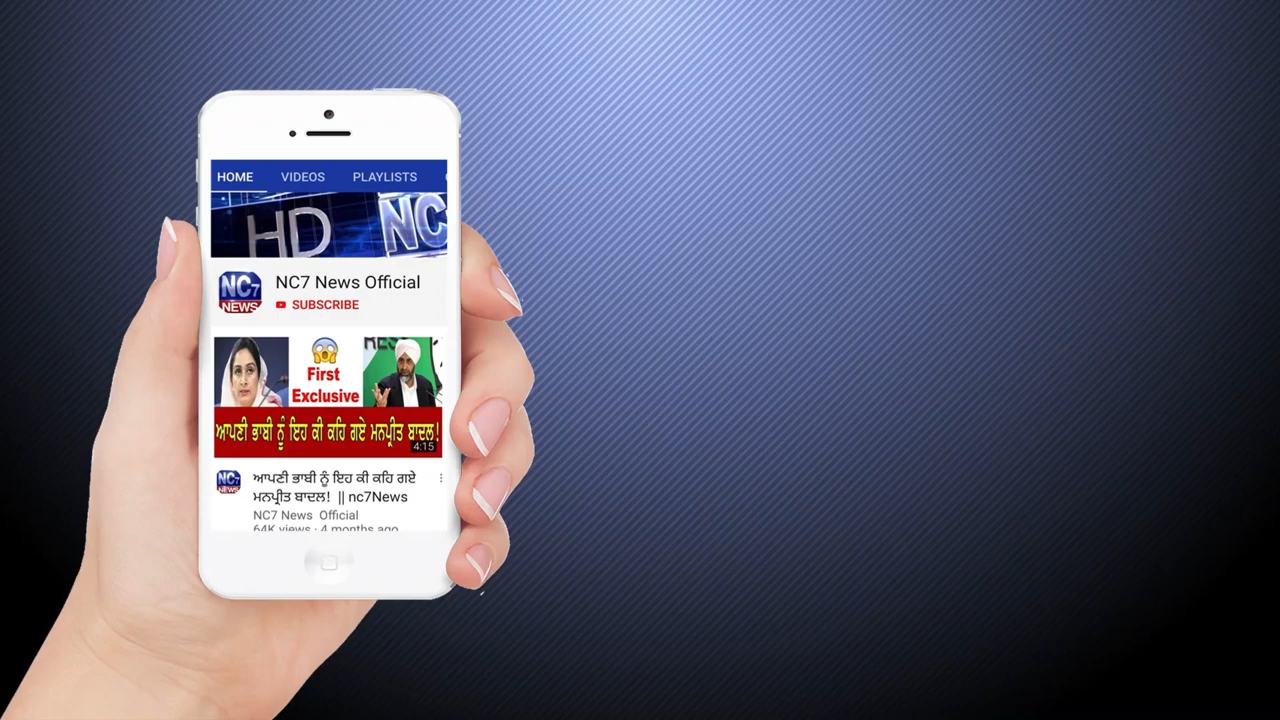 HOME VIDEOS PLAYLISTS
HD NC
NC7 NEWS
NC7 News Official
SUBSCRIBE
First
Exclusive
ਆਪਣੀ ਭਾਬੀ ਨੂੰ ਇਹ ਕੀ ਕਹਿ ਗਏ ਮਨਪ੍ਰੀਤ ਬਾਦਲ!
4:15
NC7 NEWS
ਆਪਣੀ ਭਾਬੀ ਨੂੰ ਇਹ ਕੀ ਕਹਿ ਗਏ
ਮਨਪ੍ਰੀਤ ਬਾਦਲ! || nc7News
NC7 News Official
64K views · 4 months ago